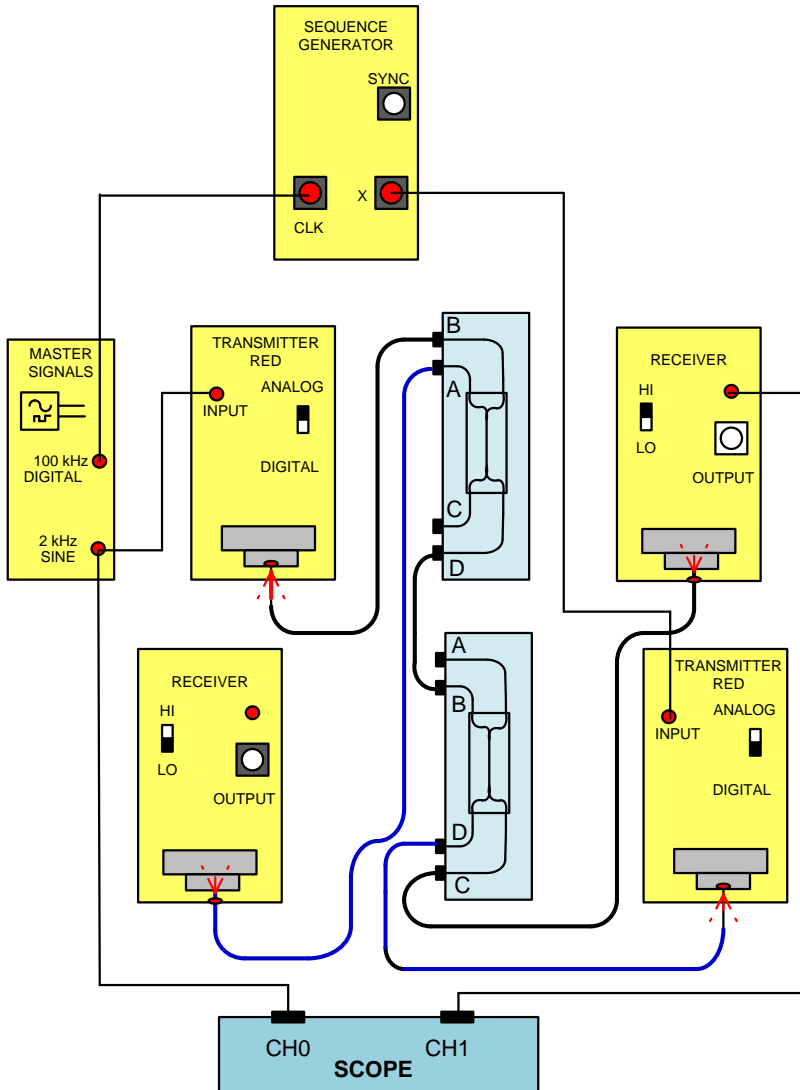 SEQUENCE
GENERATOR
SYNC
X
CLK
MASTER
SIGNALS
100 kHz
DIGITAL
2 kHz
SINE
TRANSMITTER
RED
ANALOG
INPUT
DIGITAL
B
A
C
D
RECEIVER
HI
LO
OUTPUT
RECEIVER
HI
LO
OUTPUT
A
B
D
C
TRANSMITTER
RED
ANALOG
INPUT
DIGITAL
CH0
CH1
SCOPE